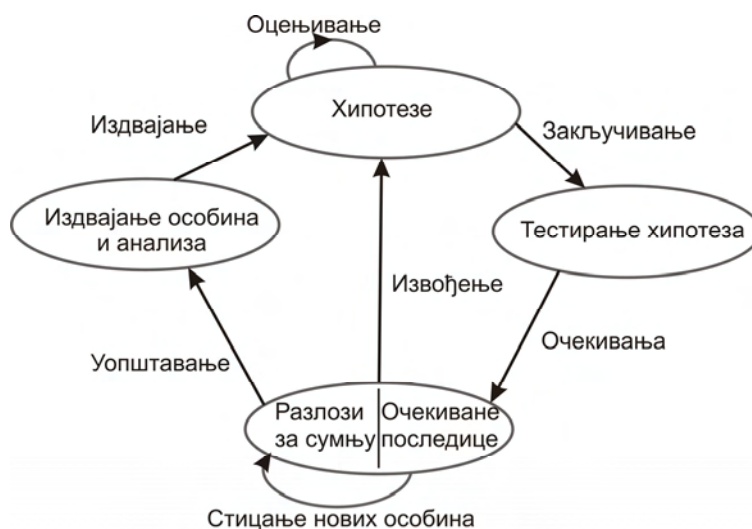 Оцењивање
Хипотезе
Издвајање
Закључивање
Издвајање особина
и анализа
Тестирање хипотеза
Извођење
Очекивања
Уопштавање
Разлози
за сумњу
Очекиване
последице
Стицање нових особина